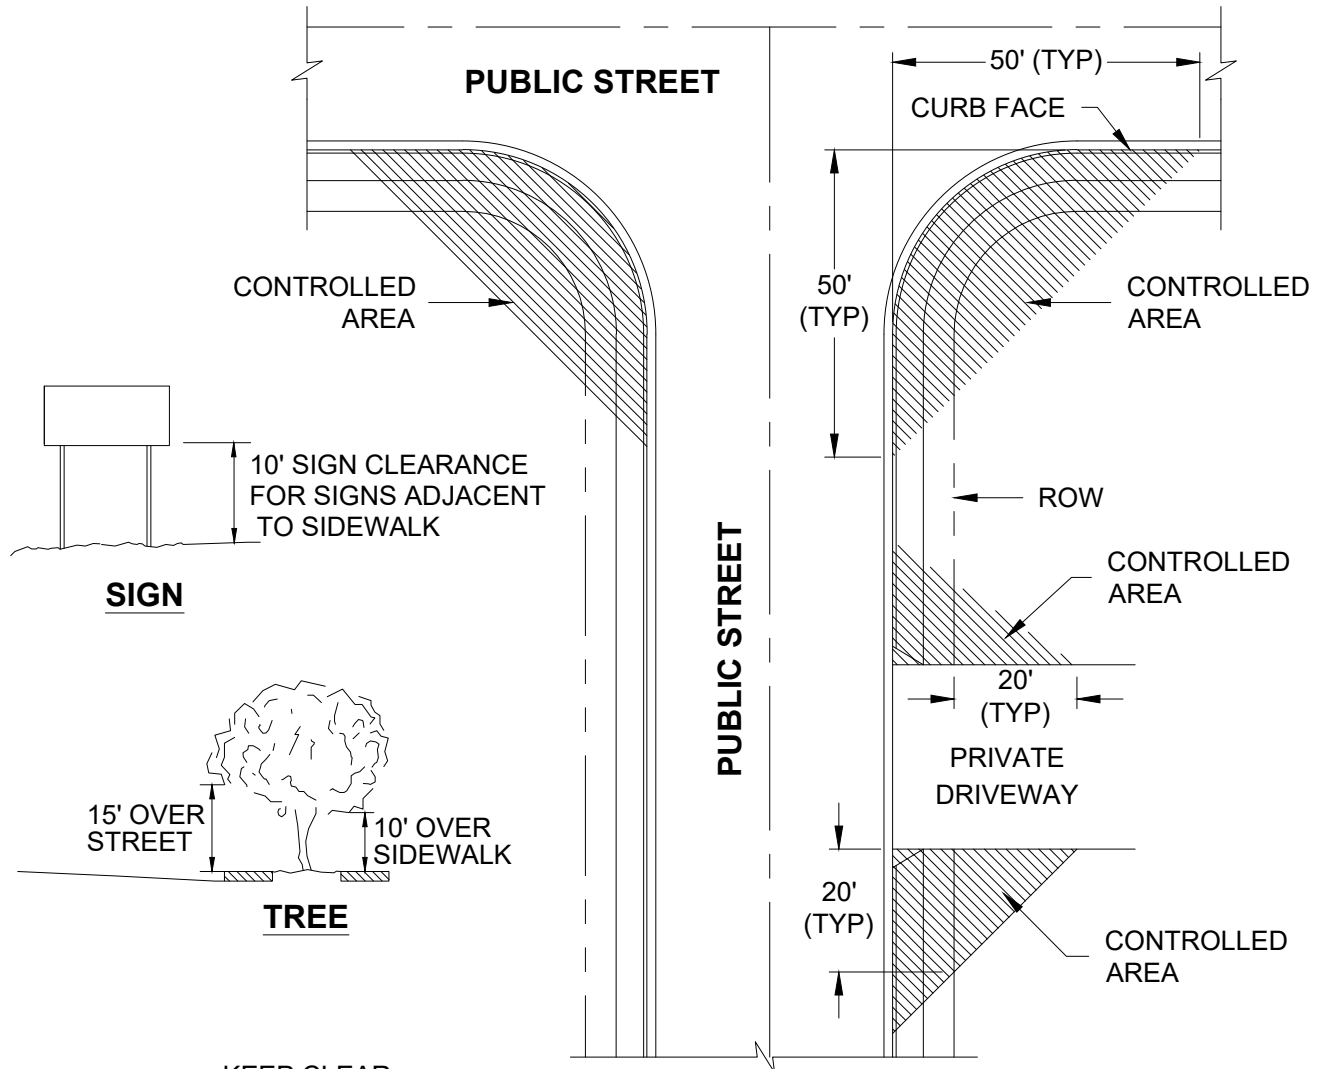 PUBLIC STREET
50' (TYP)
CURB FACE
CONTROLLED
AREA
50'
(TYP)
CONTROLLED
AREA
10' SIGN CLEARANCE
FOR SIGNS ADJACENT
TO SIDEWALK
SIGN
ROW
PUBLIC STREET
CONTROLLED
AREA
20'
(TYP)
PRIVATE
DRIVEWAY
15' OVER
STREET
10' OVER
SIDEWALK
TREE
20'
(TYP)
CONTROLLED
AREA
KEEP CLEAR